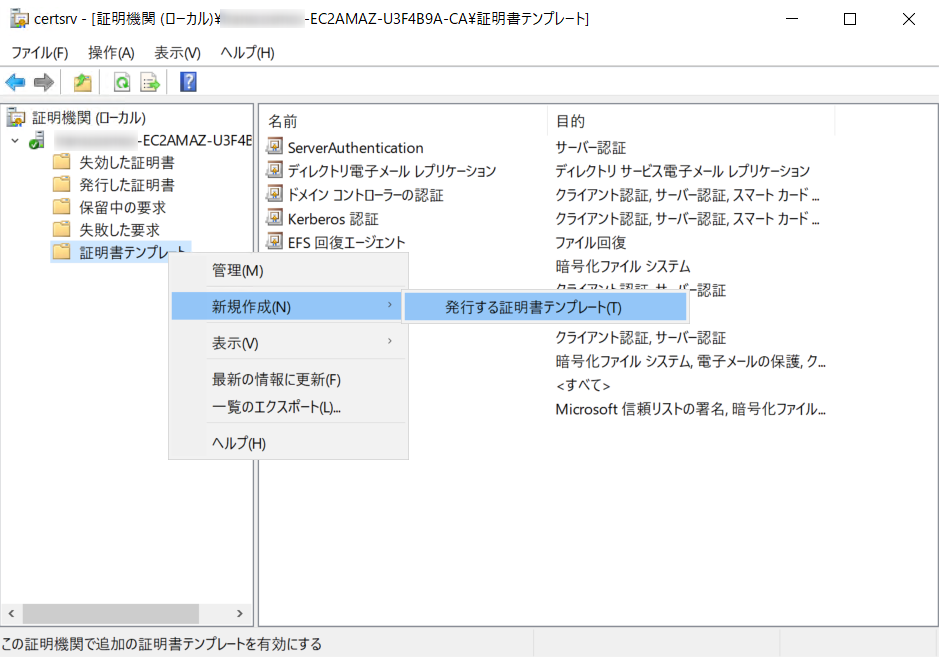 certsrv - [証明機関 (ローカル)¥ -EC2AMAZ-U3F4B9A-CA¥証明書テンプレート]
ファイル(F) 操作(A) 表示(V) ヘルプ(H)
証明機関 (ローカル)
-EC2AMAZ-U3F4B
失効した証明書
発行した証明書
保留中の要求
失敗した要求
証明書テンプレート
管理(M)
新規作成(N)
表示(V)
最新の情報に更新(F)
一覧のエクスポート(L)...
ヘルプ(H)
発行する証明書テンプレート(T)
名前 目的
ServerAuthentication サーバー認証
ディレクトリ電子メール レプリケーション ディレクトリ サービス電子メール レプリケーション
ドメイン コントローラーの認証 クライアント認証, サーバー認証, スマート カード ...
Kerberos 認証 クライアント認証, サーバー認証, スマート カード ...
EFS 回復エージェント ファイル回復
暗号化ファイル システム
クライアント認証, サーバー認証
クライアント認証, サーバー認証
暗号化ファイル システム, 電子メールの保護, ク...
<すべて>
Microsoft 信頼リストの署名, 暗号化ファイル...
この証明機関で追加の証明書テンプレートを有効にする